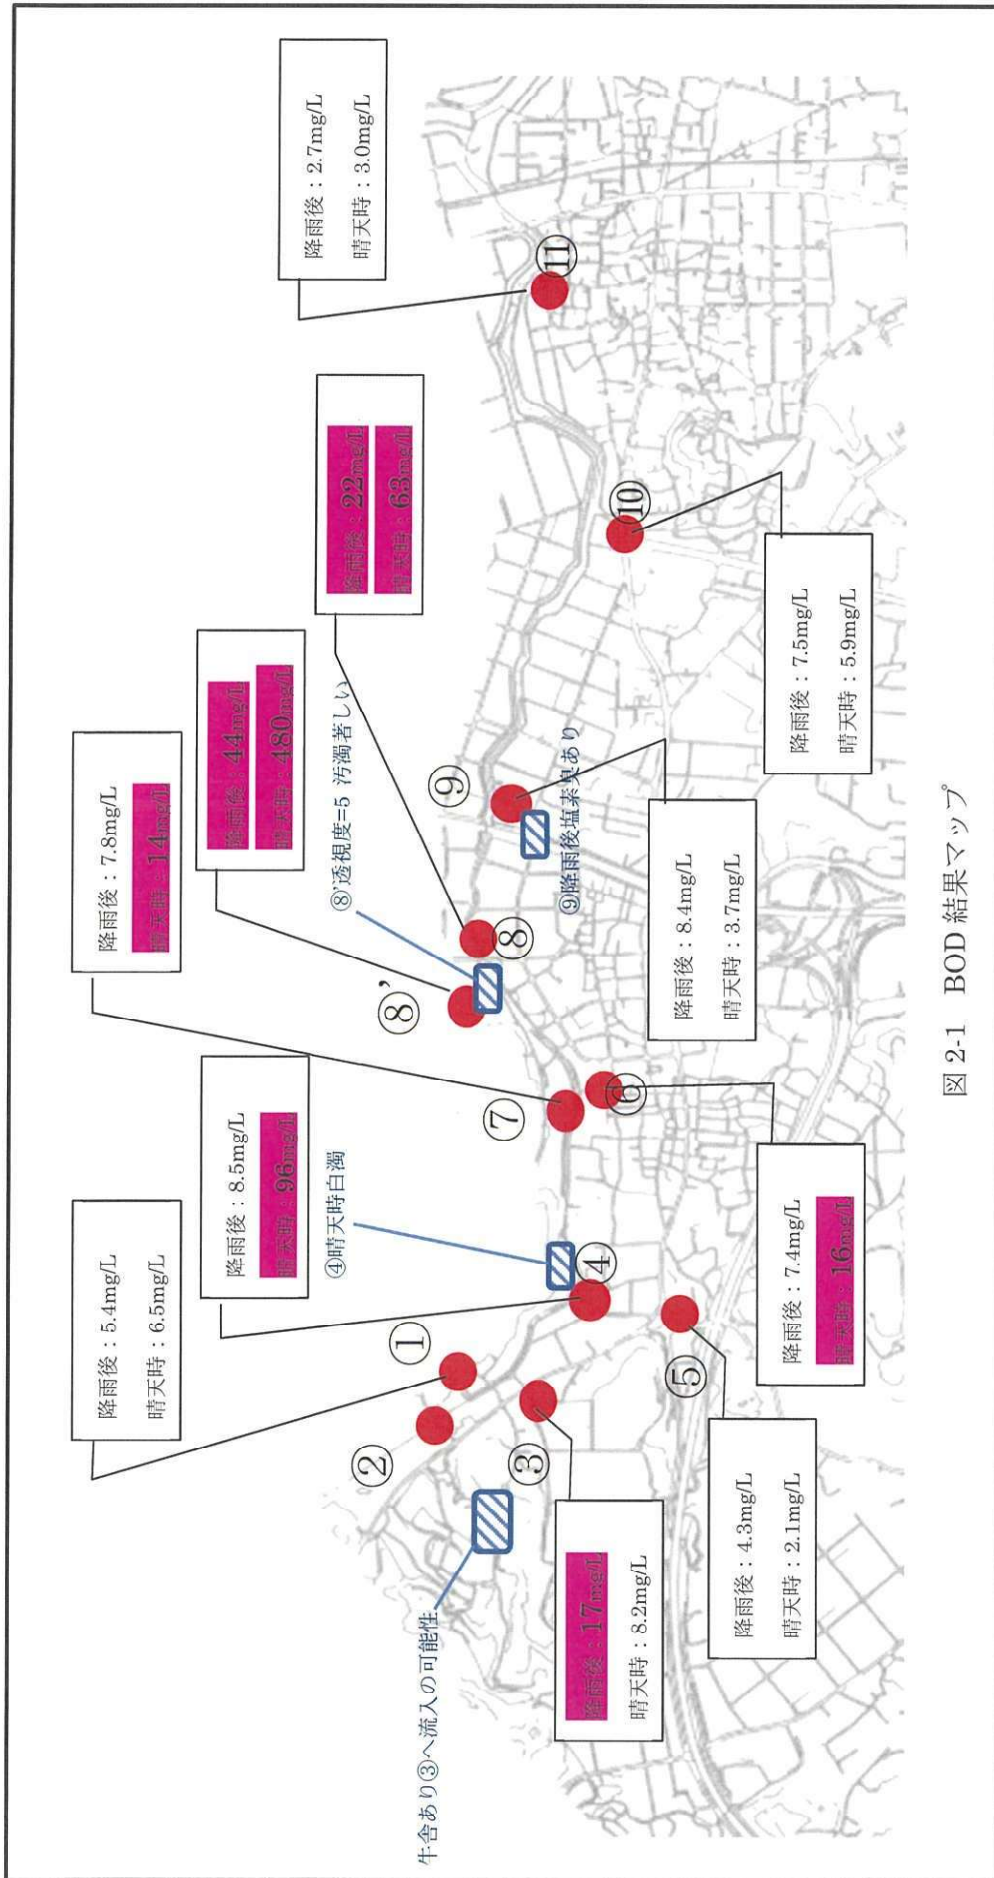 降雨後：5.4mg/L
晴天時：6.5mg/L
降雨後：8.5mg/L
晴天時：96mg/L
④晴天時白濁
降雨後：7.8mg/L
晴天時：14mg/L
降雨後：44mg/L
晴天時：480mg/L
⑧'透視度=5 汚濁著しい
降雨後：22mg/L
晴天時：63mg/L
降雨後：2.7mg/L
晴天時：3.0mg/L
牛舎あり③へ流入の可能性
②
①
③
④
⑤
⑦
⑥
⑧'
⑧
⑨
⑨降雨後塩素臭あり
⑩
⑪
降雨後：17mg/L
晴天時：8.2mg/L
降雨後：4.3mg/L
晴天時：2.1mg/L
降雨後：7.4mg/L
晴天時：16mg/L
降雨後：8.4mg/L
晴天時：3.7mg/L
降雨後：7.5mg/L
晴天時：5.9mg/L
図 2-1 BOD 結果マップ